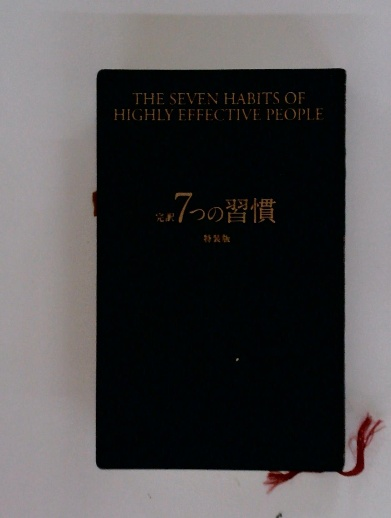 THE SEVEN HABITS OF
HIGHLY EFFECTIVE PEOPLE
完訳 7つの習慣
特装版